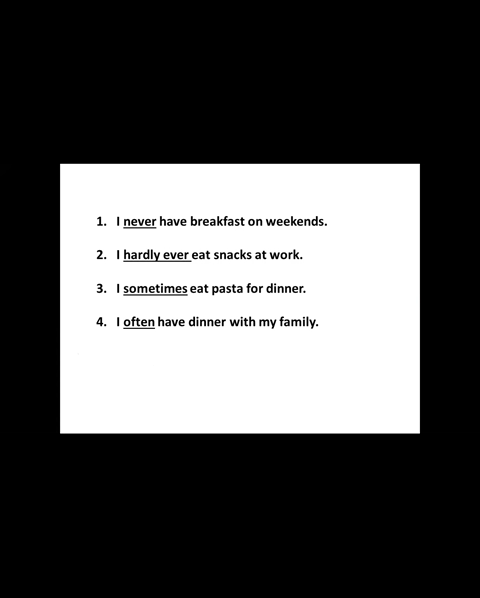 1. I never have breakfast on weekends.
2. I hardly ever eat snacks at work.
3. I sometimes eat pasta for dinner.
4. I often have dinner with my family.